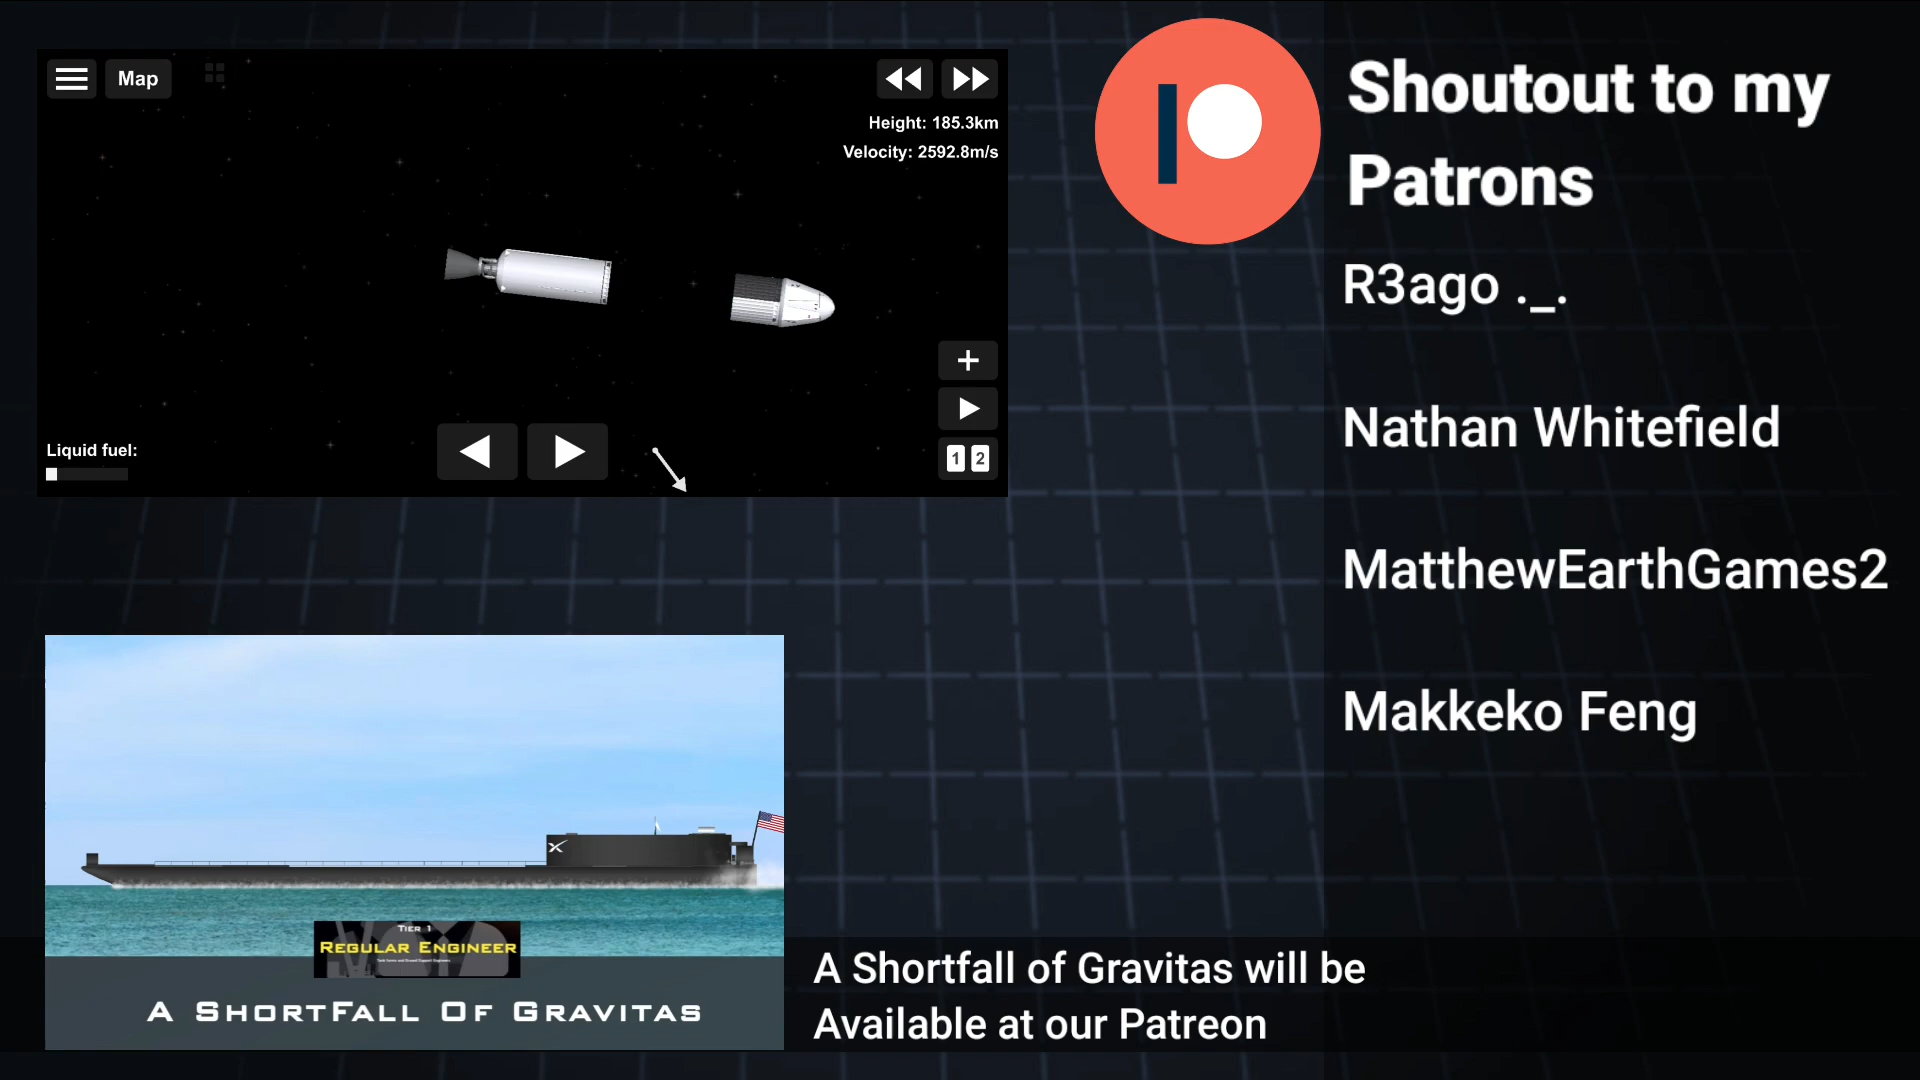 Map
Height: 185.3km
Velocity: 2592.8m/s
Liquid fuel:
1 2
Shoutout to my
Patrons
R3ago ._.
Nathan Whitefield
MatthewEarthGames2
Makkeko Feng
TIER 1
REGULAR ENGINEER
A SHORTFALL OF GRAVITAS
A Shortfall of Gravitas will be
Available at our Patreon